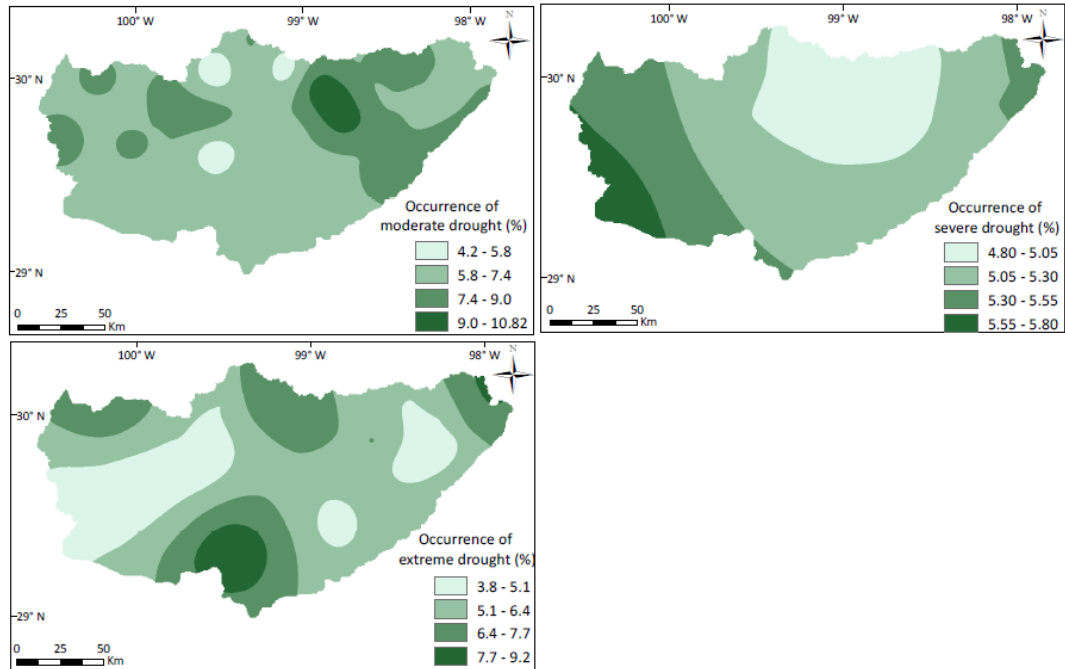 100° W 99° W 98° W
N
30° N
29° N
Occurrence of
moderate drought (%)
4.2 - 5.8
5.8 - 7.4
7.4 - 9.0
9.0 - 10.82
0 25 50
Km
100° W 99° W 98° W
N
30° N
29° N
Occurrence of
severe drought (%)
4.80 - 5.05
5.05 - 5.30
5.30 - 5.55
5.55 - 5.80
0 25 50
Km
100° W 99° W 98° W
N
30° N
29° N
Occurrence of
extreme drought (%)
3.8 - 5.1
5.1 - 6.4
6.4 - 7.7
7.7 - 9.2
0 25 50
Km